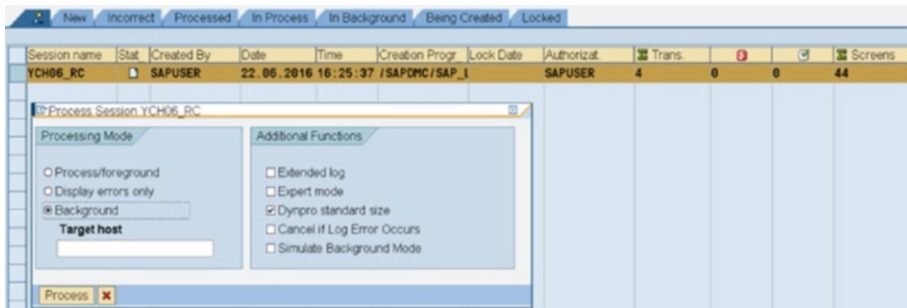 New Incorrect Processed In Process In Background Being Created Locked
Session name Stat Created By Date Time Creation Progr Lock Date Authorizat. Trans. Screens
YCH06_RC SAPUSER 22.06.2016 16:25:37 /SAPDMC/SAP_L SAPUSER 4 0 0 44
Process Session YCH06_RC
Processing Mode
Additional Functions
Process/foreground
Extended log
Display errors only
Expert mode
Background
Dynpro standard size
Target host
Cancel if Log Error Occurs
Simulate Background Mode
Process